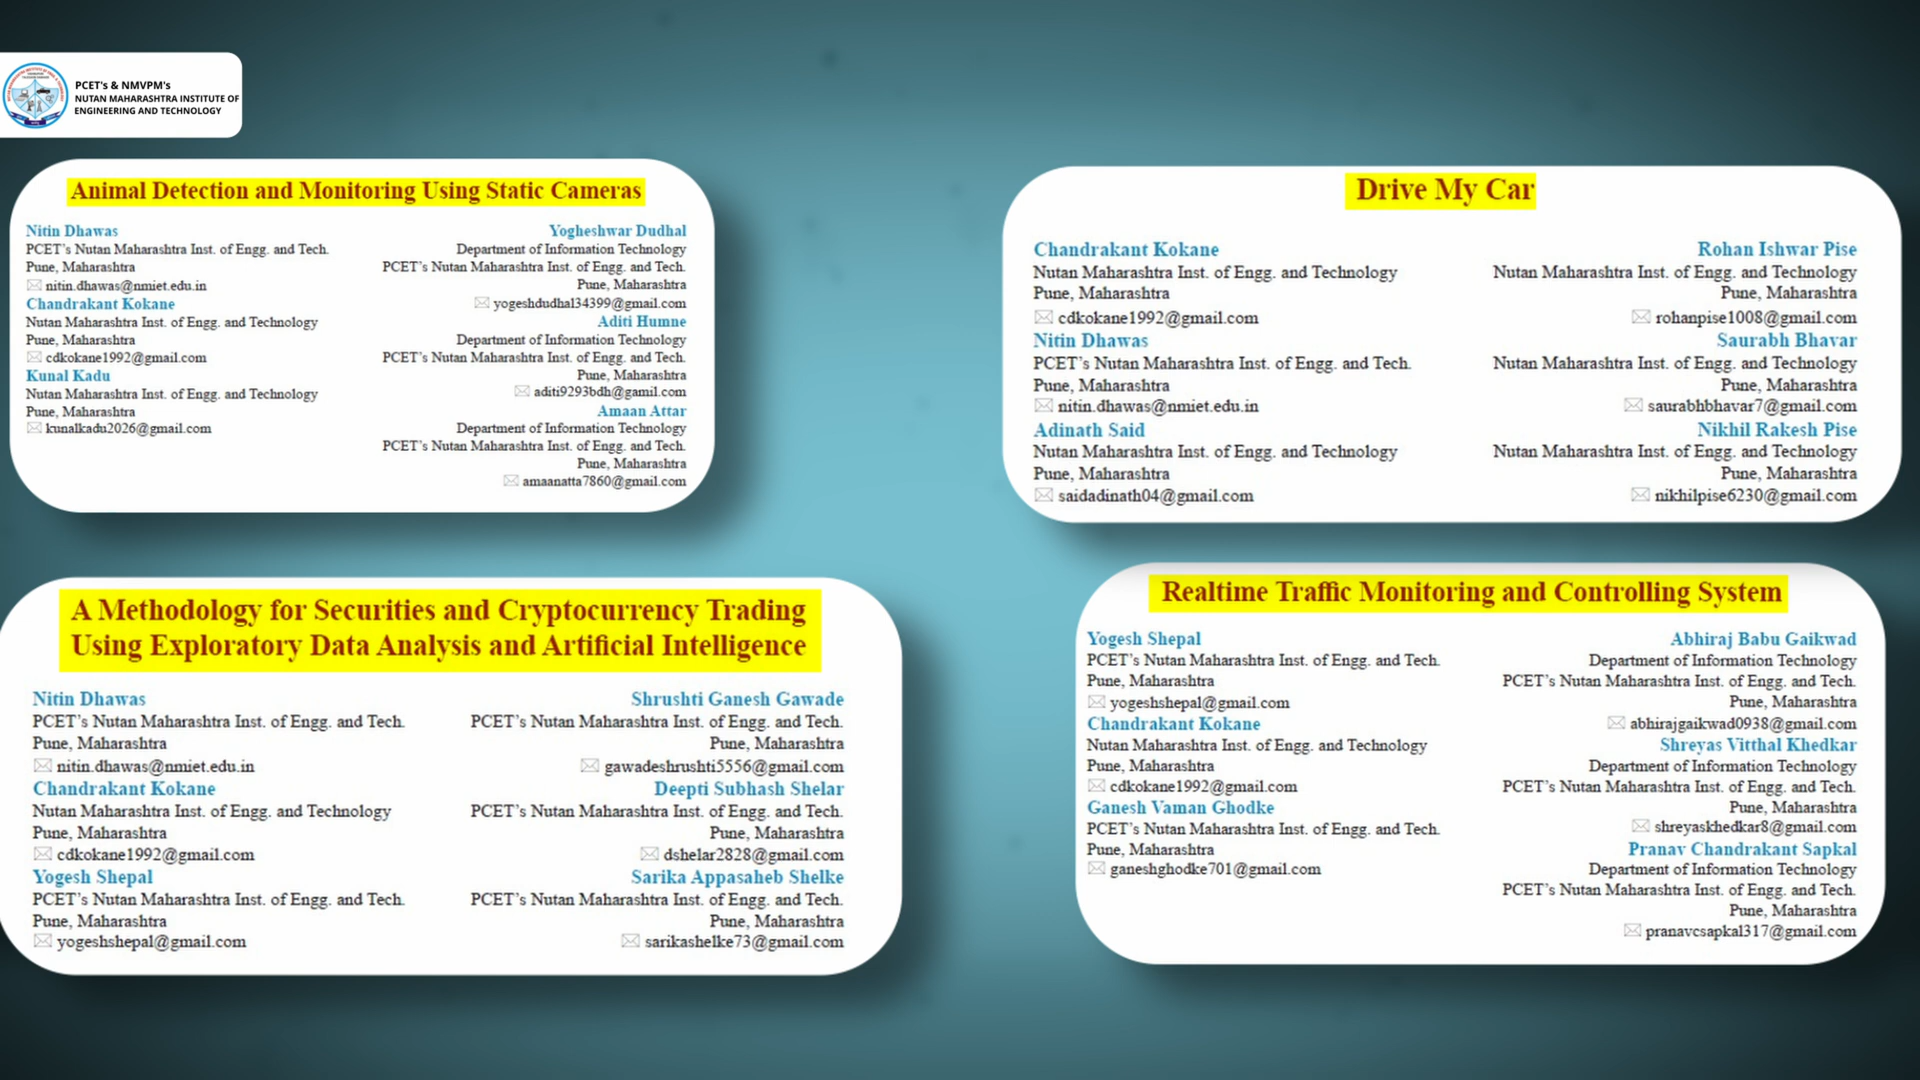 PCET's & NMVPM's
NUTAN MAHARASHTRA INSTITUTE OF
ENGINEERING AND TECHNOLOGY
Animal Detection and Monitoring Using Static Cameras
Nitin Dhawas
PCET's Nutan Maharashtra Inst. of Engg. and Tech.
Pune, Maharashtra
nitin.dhawas@nmiet.edu.in
Chandrakant Kokane
Nutan Maharashtra Inst. of Engg. and Technology
Pune, Maharashtra
cdkokane1992@gmail.com
Kunal Kadu
Nutan Maharashtra Inst. of Engg. and Technology
Pune, Maharashtra
kunalkadu2026@gmail.com
Yogheshwar Dudhal
Department of Information Technology
PCET's Nutan Maharashtra Inst. of Engg. and Tech.
Pune, Maharashtra
yogeshdudhal34399@gmail.com
Aditi Humne
Department of Information Technology
PCET's Nutan Maharashtra Inst. of Engg. and Tech.
Pune, Maharashtra
aditi9293bdh@gamil.com
Amaan Attar
Department of Information Technology
PCET's Nutan Maharashtra Inst. of Engg. and Tech.
Pune, Maharashtra
amaanatta7860@gmail.com
Drive My Car
Chandrakant Kokane
Nutan Maharashtra Inst. of Engg. and Technology
Pune, Maharashtra
cdkokane1992@gmail.com
Nitin Dhawas
PCET's Nutan Maharashtra Inst. of Engg. and Tech.
Pune, Maharashtra
nitin.dhawas@nmiet.edu.in
Adinath Said
Nutan Maharashtra Inst. of Engg. and Technology
Pune, Maharashtra
saidadinath04@gmail.com
Rohan Ishwar Pise
Nutan Maharashtra Inst. of Engg. and Technology
Pune, Maharashtra
rohanpise1008@gmail.com
Saurabh Bhavar
Nutan Maharashtra Inst. of Engg. and Technology
Pune, Maharashtra
saurabhbhavar7@gmail.com
Nikhil Rakesh Pise
Nutan Maharashtra Inst. of Engg. and Technology
Pune, Maharashtra
nikhilpise6230@gmail.com
A Methodology for Securities and Cryptocurrency Trading
Using Exploratory Data Analysis and Artificial Intelligence
Nitin Dhawas
PCET's Nutan Maharashtra Inst. of Engg. and Tech.
Pune, Maharashtra
nitin.dhawas@nmiet.edu.in
Chandrakant Kokane
Nutan Maharashtra Inst. of Engg. and Technology
Pune, Maharashtra
cdkokane1992@gmail.com
Yogesh Shepal
PCET's Nutan Maharashtra Inst. of Engg. and Tech.
Pune, Maharashtra
yogeshshepal@gmail.com
Shrushti Ganesh Gawade
PCET's Nutan Maharashtra Inst. of Engg. and Tech.
Pune, Maharashtra
gawadeshrushti5556@gmail.com
Deepti Subhash Shelar
PCET's Nutan Maharashtra Inst. of Engg. and Tech.
Pune, Maharashtra
dshelar2828@gmail.com
Sarika Appasaheb Shelke
PCET's Nutan Maharashtra Inst. of Engg. and Tech.
Pune, Maharashtra
sarikashelke73@gmail.com
Realtime Traffic Monitoring and Controlling System
Yogesh Shepal
PCET's Nutan Maharashtra Inst. of Engg. and Tech.
Pune, Maharashtra
yogeshshepal@gmail.com
Chandrakant Kokane
Nutan Maharashtra Inst. of Engg. and Technology
Pune, Maharashtra
cdkokane1992@gmail.com
Ganesh Vaman Ghodke
PCET's Nutan Maharashtra Inst. of Engg. and Tech.
Pune, Maharashtra
ganeshghodke701@gmail.com
Abhiraj Babu Gaikwad
Department of Information Technology
PCET's Nutan Maharashtra Inst. of Engg. and Tech.
Pune, Maharashtra
abhirajgaikwad0938@gmail.com
Shreyas Vitthal Khedkar
Department of Information Technology
PCET's Nutan Maharashtra Inst. of Engg. and Tech.
Pune, Maharashtra
shreyaskhedkar8@gmail.com
Pranav Chandrakant Sapkal
Department of Information Technology
PCET's Nutan Maharashtra Inst. of Engg. and Tech.
Pune, Maharashtra
pranavcsapkal317@gmail.com